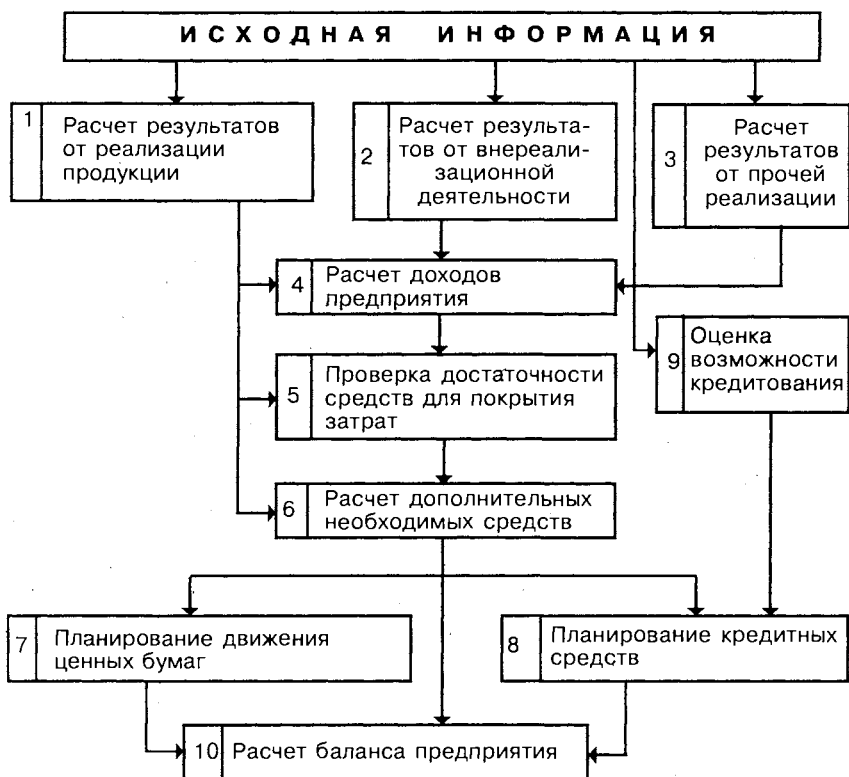 ИСХОДНАЯ ИНФОРМАЦИЯ
1
Расчет результатов
от реализации
продукции
2
Расчет результа-
тов от внереали-
зационной
деятельности
3
Расчет
результатов
от прочей
реализации
4
Расчет доходов
предприятия
5
Проверка достаточности
средств для покрытия
затрат
9
Оценка
возможности
кредитования
6
Расчет дополнительных
необходимых средств
7
Планирование движения
ценных бумаг
8
Планирование кредитных
средств
10
Расчет баланса предприятия